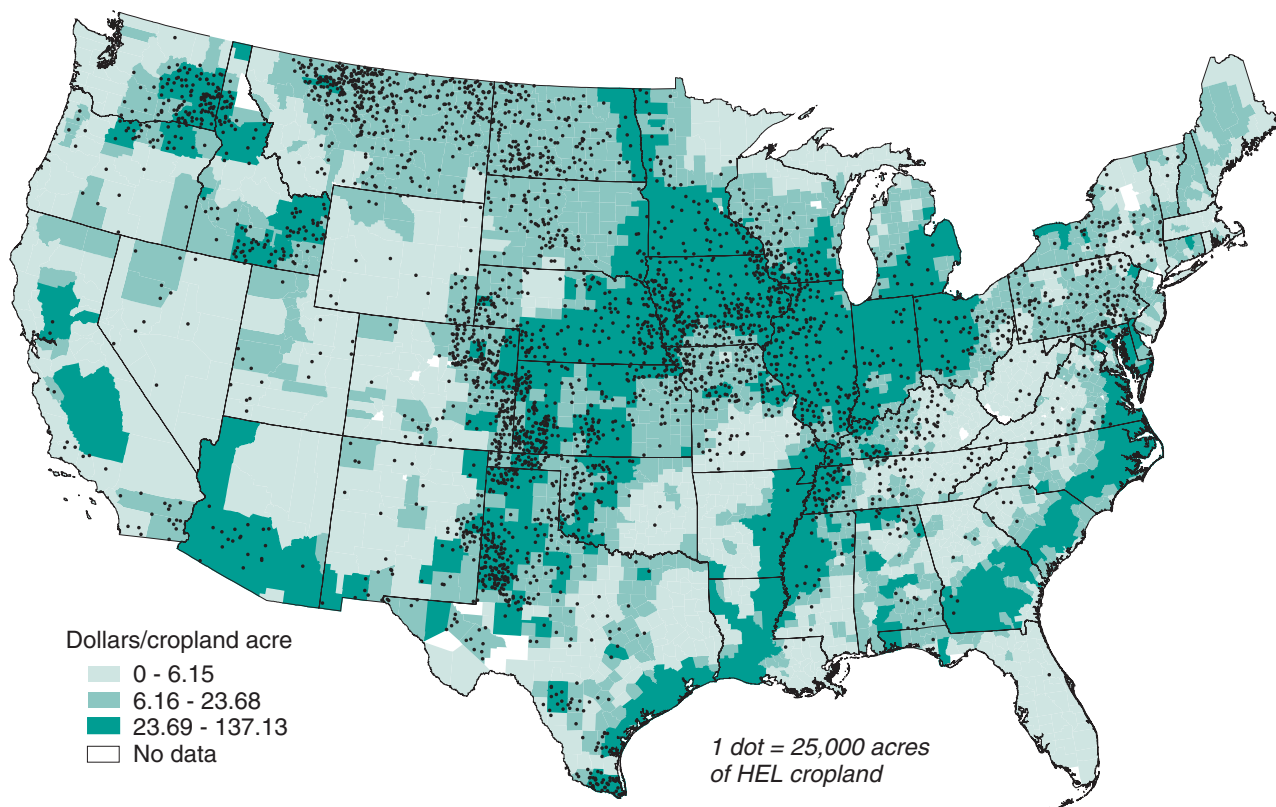 Dollars/cropland acre
0 - 6.15
6.16 - 23.68
23.69 - 137.13
No data
1 dot = 25,000 acres
of HEL cropland